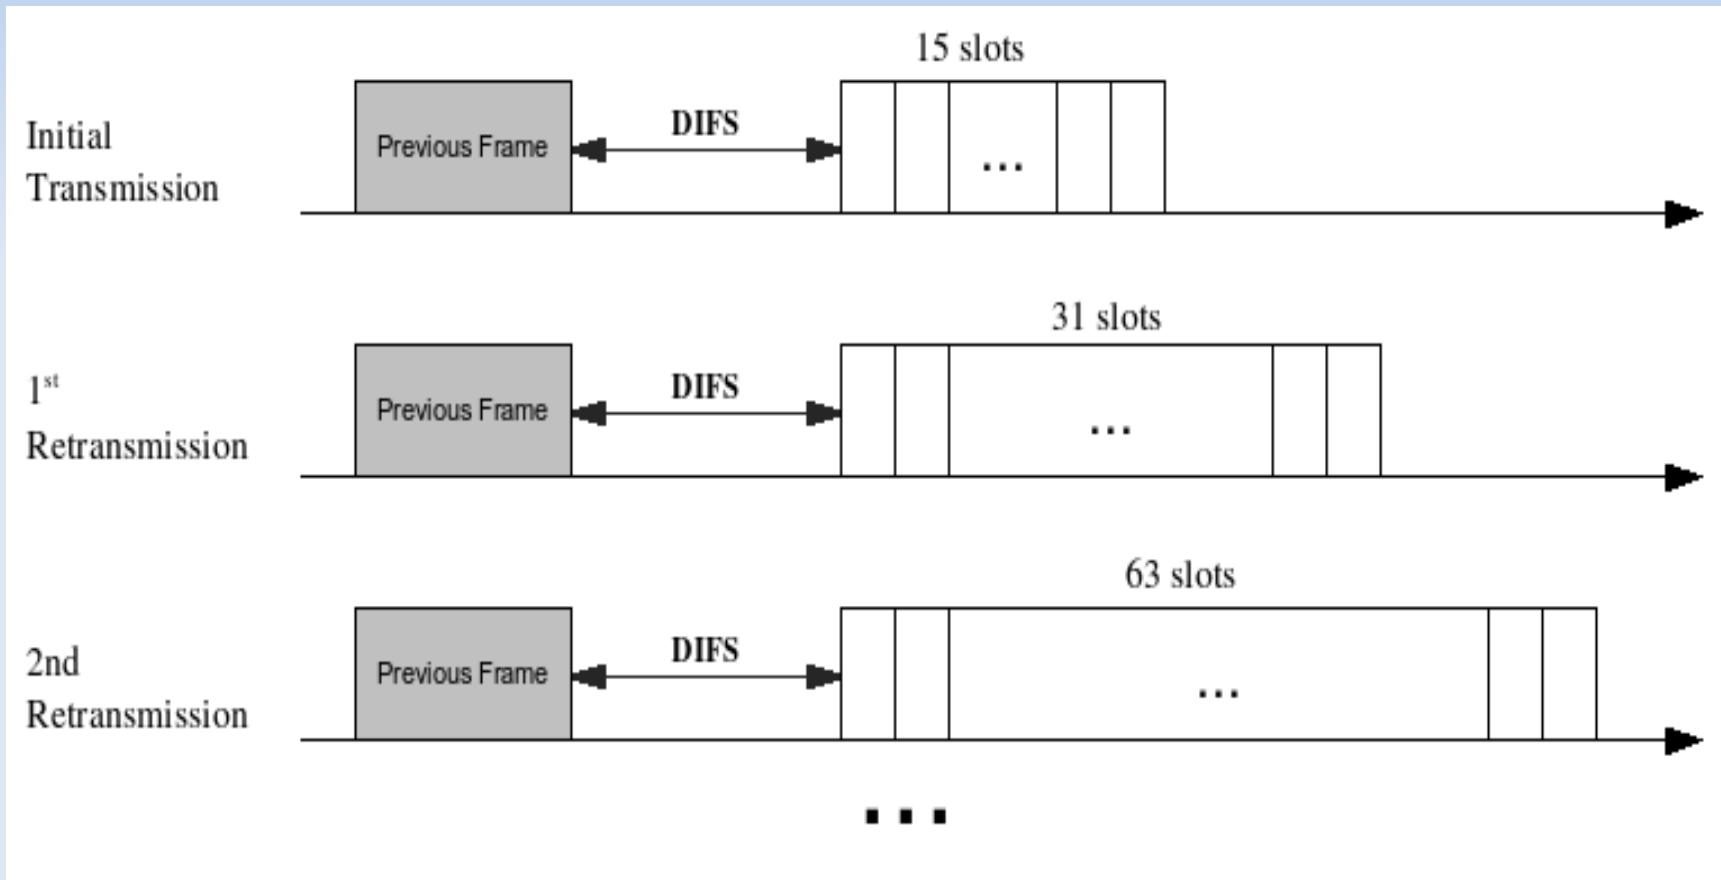 15 slots
Initial
Transmission
Previous Frame
DIFS
...
31 slots
1st
Retransmission
Previous Frame
DIFS
...
63 slots
2nd
Retransmission
Previous Frame
DIFS
...
...